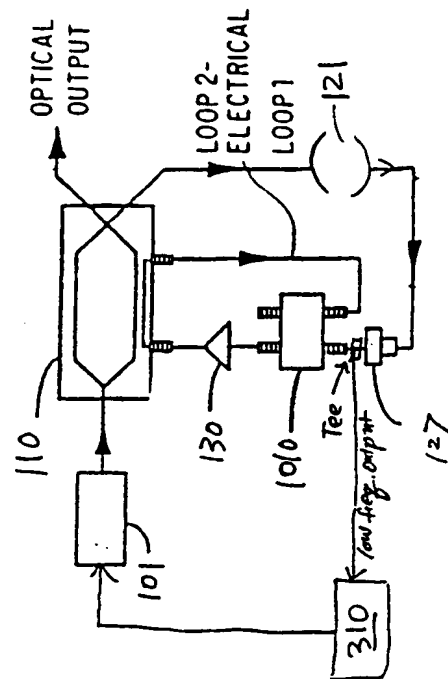 110
OPTICAL
OUTPUT
101
130
LOOP 2-
ELECTRICAL
LOOP 1
1010
Tee
121
low freq. output
310
127